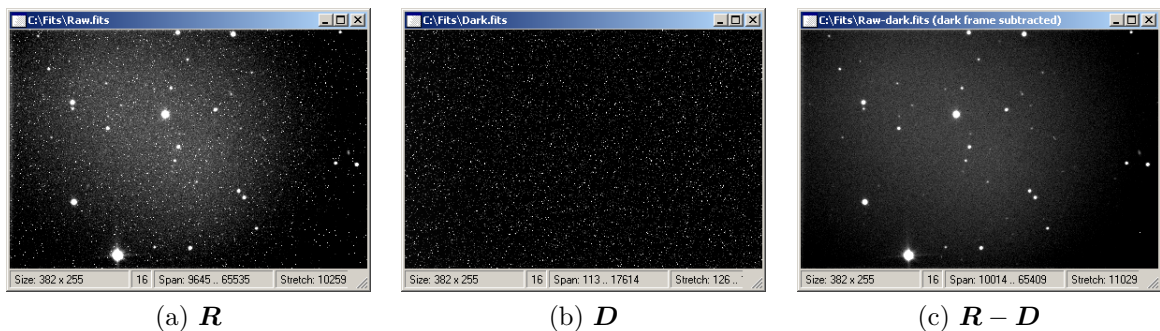 C:\Fits\Raw.fits
Size: 382 x 255 16 Span: 9645 .. 65535 Stretch: 10259
(a) R
C:\Fits\Dark.fits
Size: 382 x 255 16 Span: 113 .. 17614 Stretch: 126 ..
(b) D
C:\Fits\Raw-dark.fits (dark frame subtracted)
Size: 382 x 255 16 Span: 10014 .. 65409 Stretch: 11029
(c) R – D